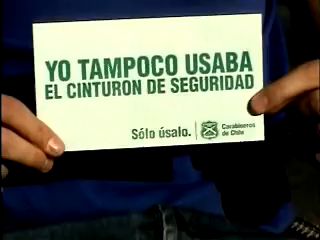 YO TAMPOCO USABA
EL CINTURON DE SEGURIDAD
Sólo úsalo.
Carabineros
de Chile